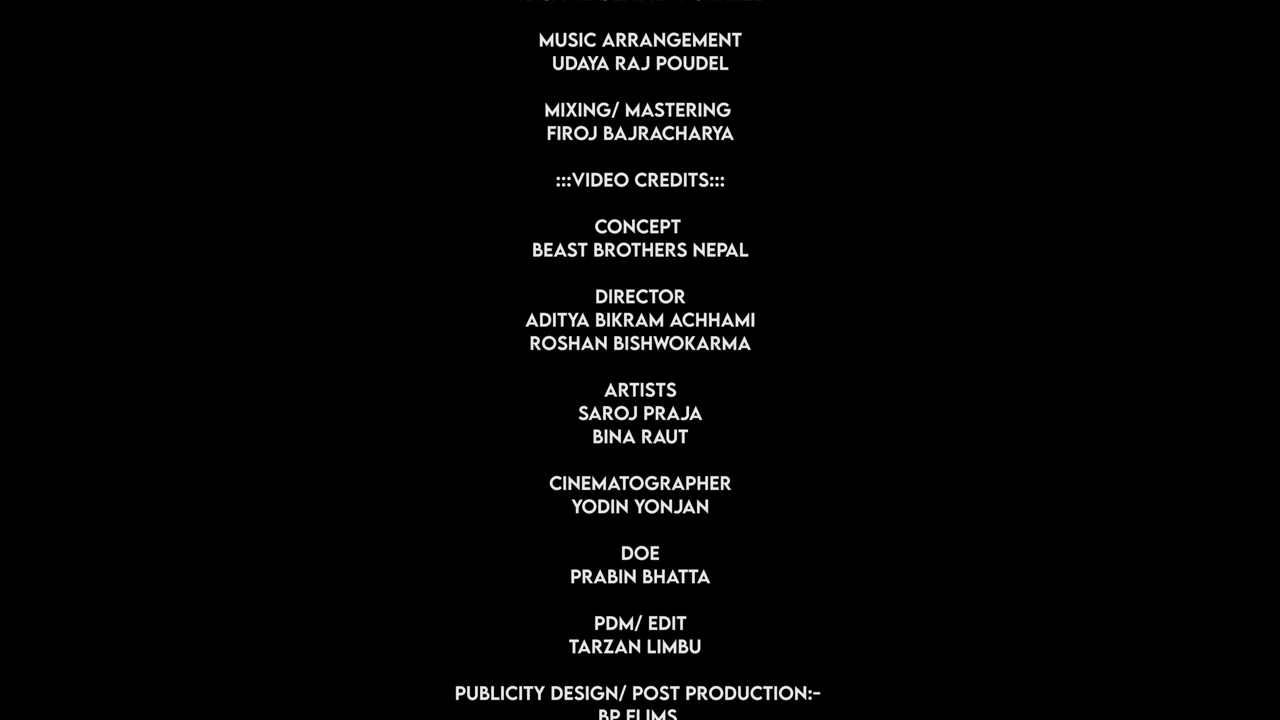 MUSIC ARRANGEMENT
UDAYA RAJ POUDEL
MIXING/ MASTERING
FIROJ BAJRACHARYA
:::VIDEO CREDITS:::
CONCEPT
BEAST BROTHERS NEPAL
DIRECTOR
ADITYA BIKRAM ACHHAMI
ROSHAN BISHWOKARMA
ARTISTS
SAROJ PRAJA
BINA RAUT
CINEMATOGRAPHER
YODIN YONJAN
DOE
PRABIN BHATTA
PDM/ EDIT
TARZAN LIMBU
PUBLICITY DESIGN/ POST PRODUCTION:-
BP FLIMS